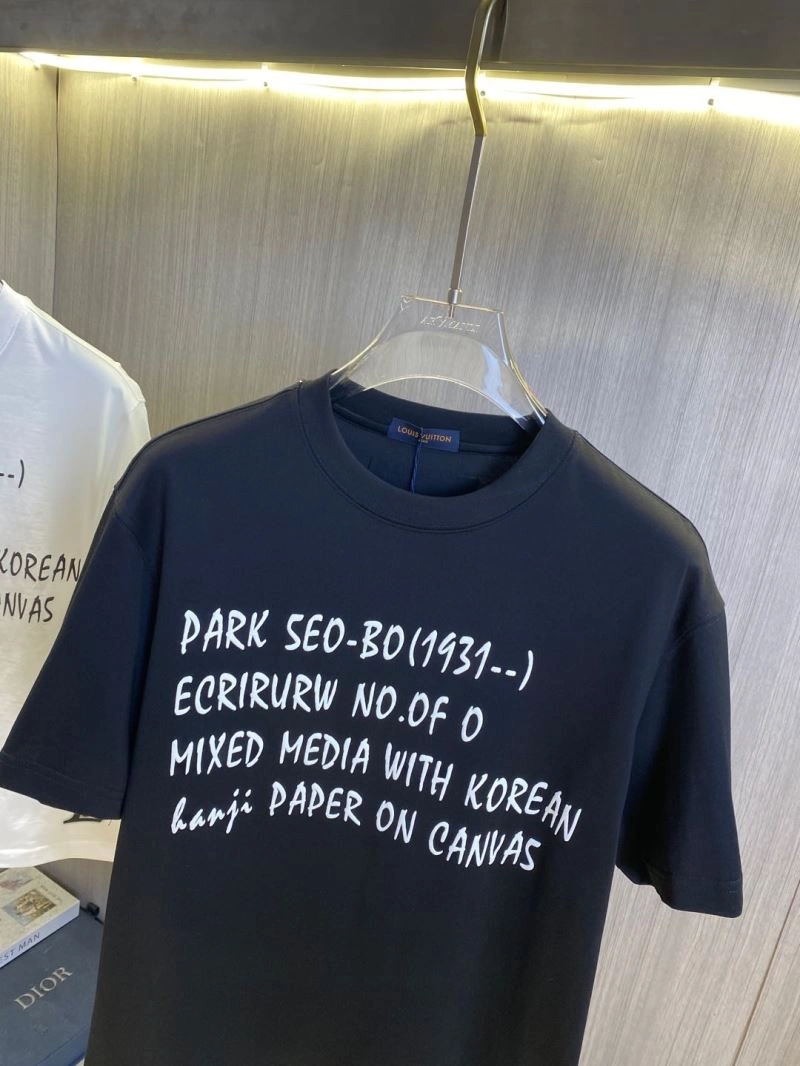 LOUIS VUITTON
PARK SEO-BO(1931--)
ECRIRURW NO.OF O
MIXED MEDIA WITH KOREAN
hanji PAPER ON CANVAS
--)
KOREAN
NVAS
EST MAN
DIOR